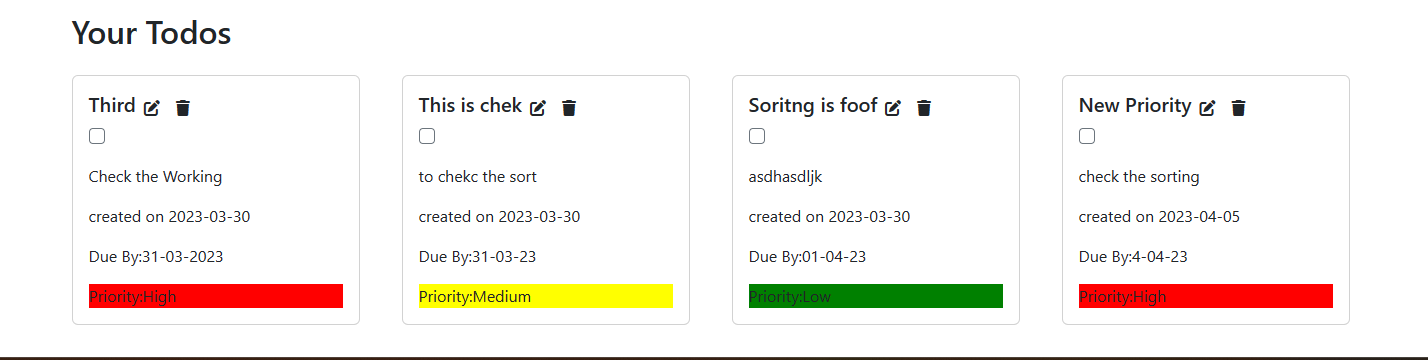 Your Todos
Third
Check the Working
created on 2023-03-30
Due By:31-03-2023
Priority:High
This is chek
to chekc the sort
created on 2023-03-30
Due By:31-03-23
Priority:Medium
Soritng is foof
asdhasdljk
created on 2023-03-30
Due By:01-04-23
Priority:Low
New Priority
check the sorting
created on 2023-04-05
Due By:4-04-23
Priority:High